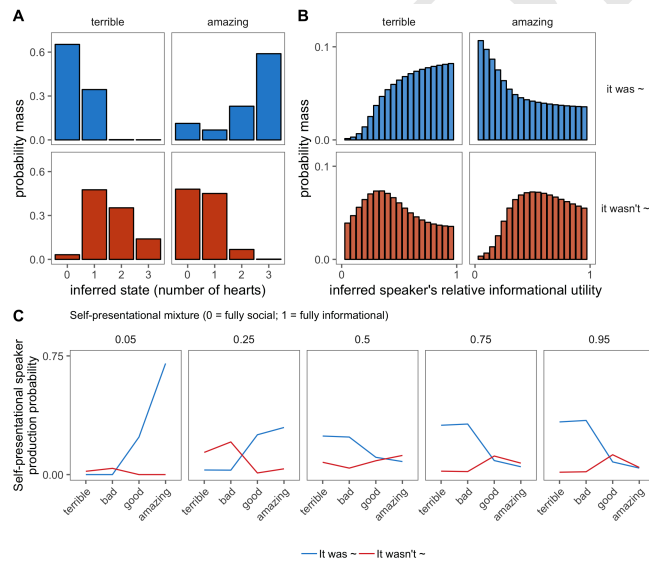 A
B
terrible
amazing
terrible
amazing
probability mass
0.6
0.3
0.0
0.6
0.3
0.0
0 1 2 3
0 1 2 3
inferred state (number of hearts)
probability mass
0.1
0.0
0.1
0.0
it was ~
it wasn't ~
0 1
0 1
inferred speaker's relative informational utility
C
Self-presentational mixture (0 = fully social; 1 = fully informational)
0.05
0.25
0.5
0.75
0.95
Self-presentational speaker
production probability
0.75
0.00
terrible bad good amazing
terrible bad good amazing
terrible bad good amazing
terrible bad good amazing
terrible bad good amazing
It was ~ It wasn't ~